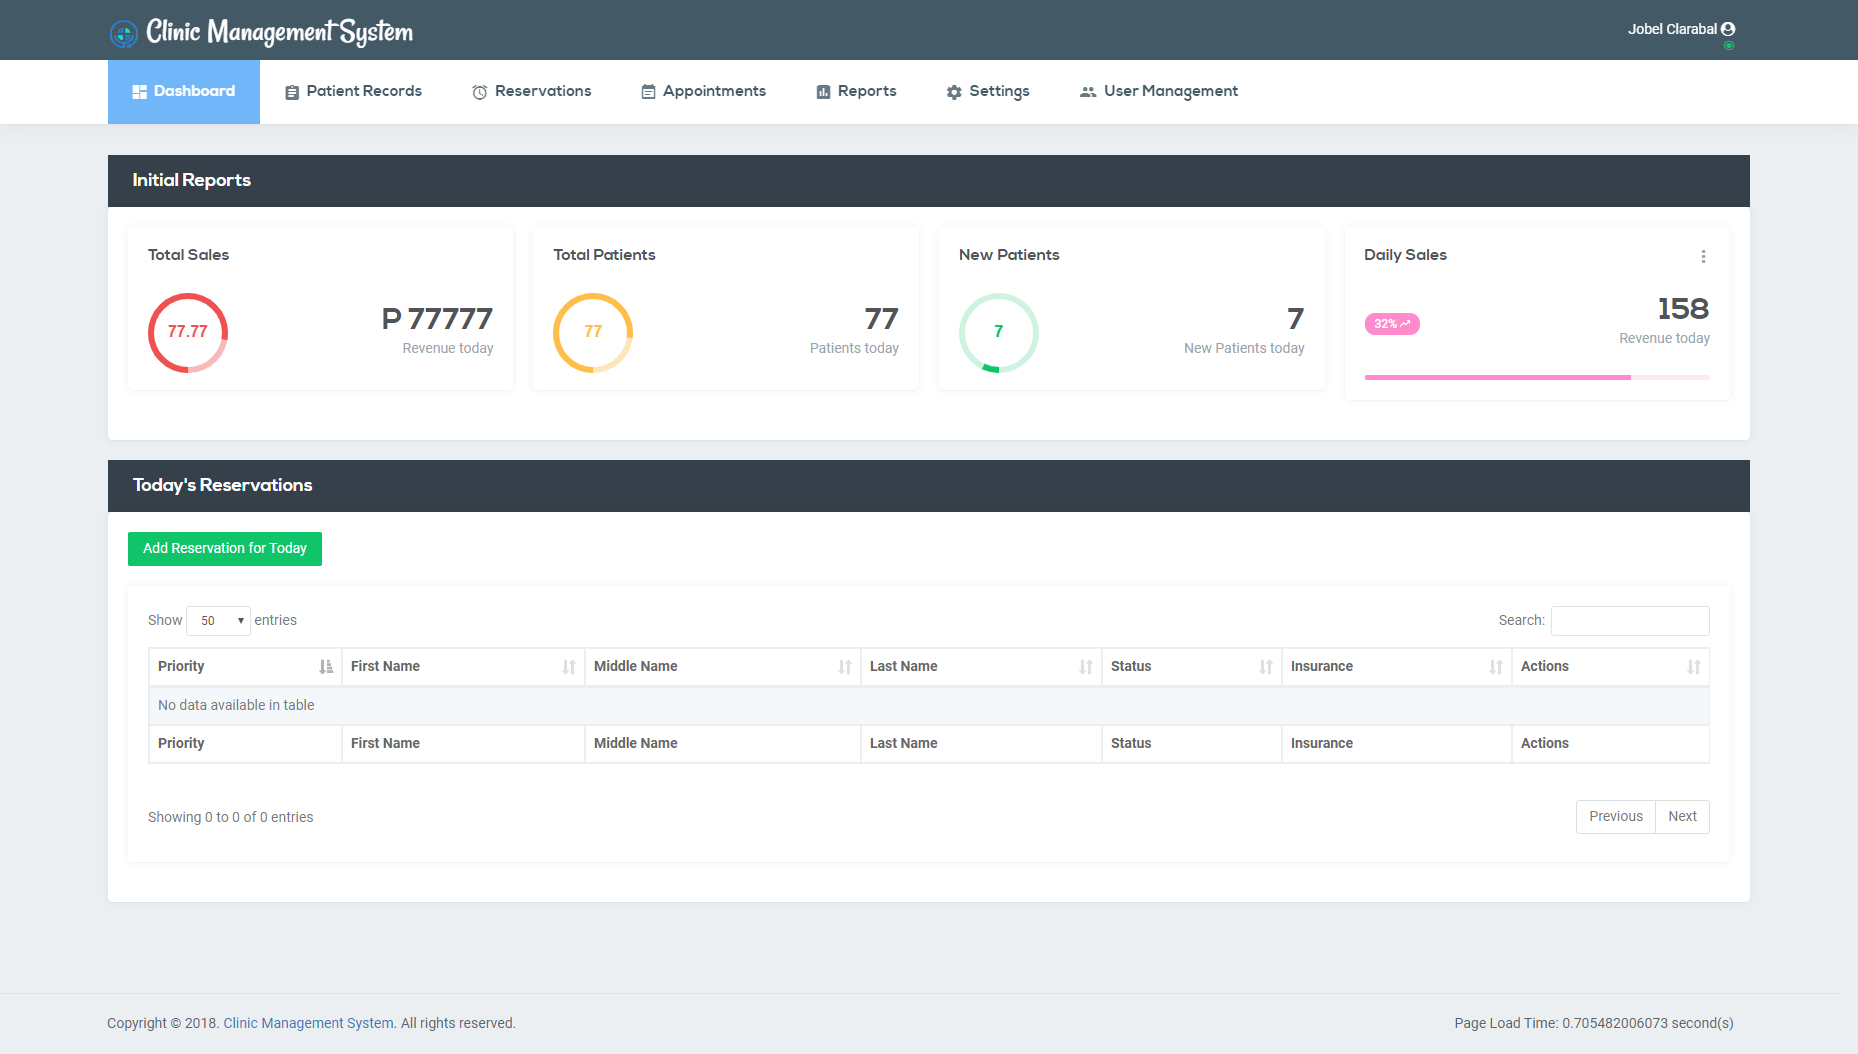 Clinic Management System
Jobel Clarabal
Dashboard
Patient Records
Reservations
Appointments
Reports
Settings
User Management
Initial Reports
Total Sales
77.77
P 77777
Revenue today
Total Patients
77
77
Patients today
New Patients
7
7
New Patients today
Daily Sales
32%
158
Revenue today
Today's Reservations
Add Reservation for Today
Show 50 entries
Search:
Priority First Name Middle Name Last Name Status Insurance Actions
No data available in table
Priority First Name Middle Name Last Name Status Insurance Actions
Showing 0 to 0 of 0 entries
Previous Next
Copyright © 2018. Clinic Management System. All rights reserved.
Page Load Time: 0.705482006073 second(s)